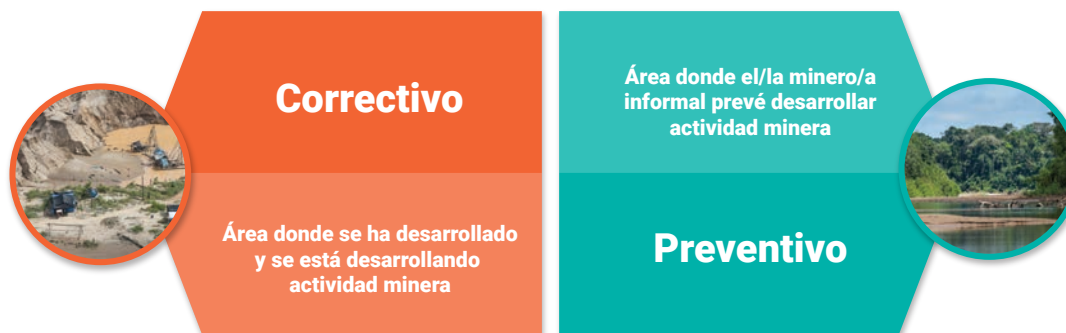 Correctivo
Área donde se ha desarrollado
y se está desarrollando
actividad minera
Área donde el/la minero/a
informal prevé desarrollar
actividad minera
Preventivo